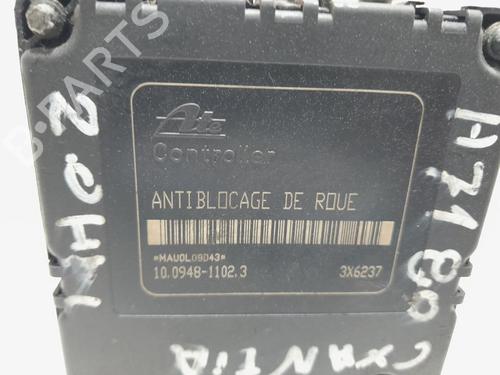 Ate
Controller
ANTIBLOCAGE DE ROUE
*MAU0L09D43*
10.0948-1102.3 3X6237
B-PARTS
XANTIA